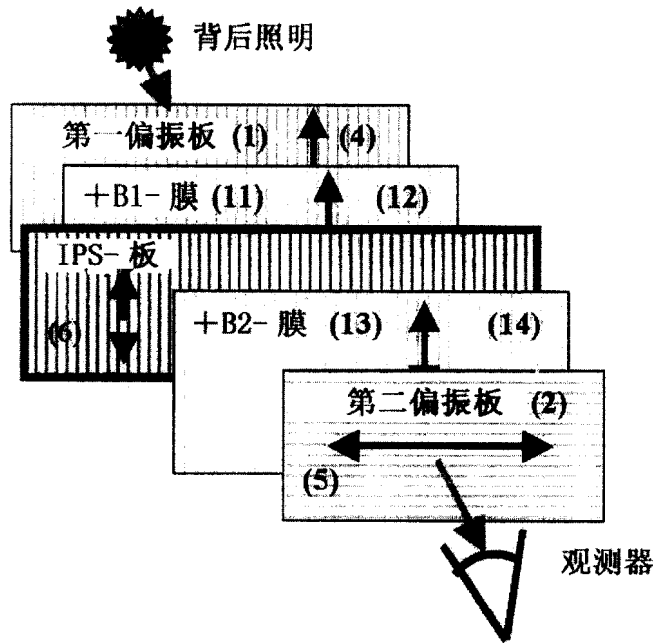 背后照明
第一偏振板 (1) (4)
+B1-膜 (11) (12)
IPS-板
(6)
+B2-膜 (13) (14)
第二偏振板 (2)
(5)
观测器